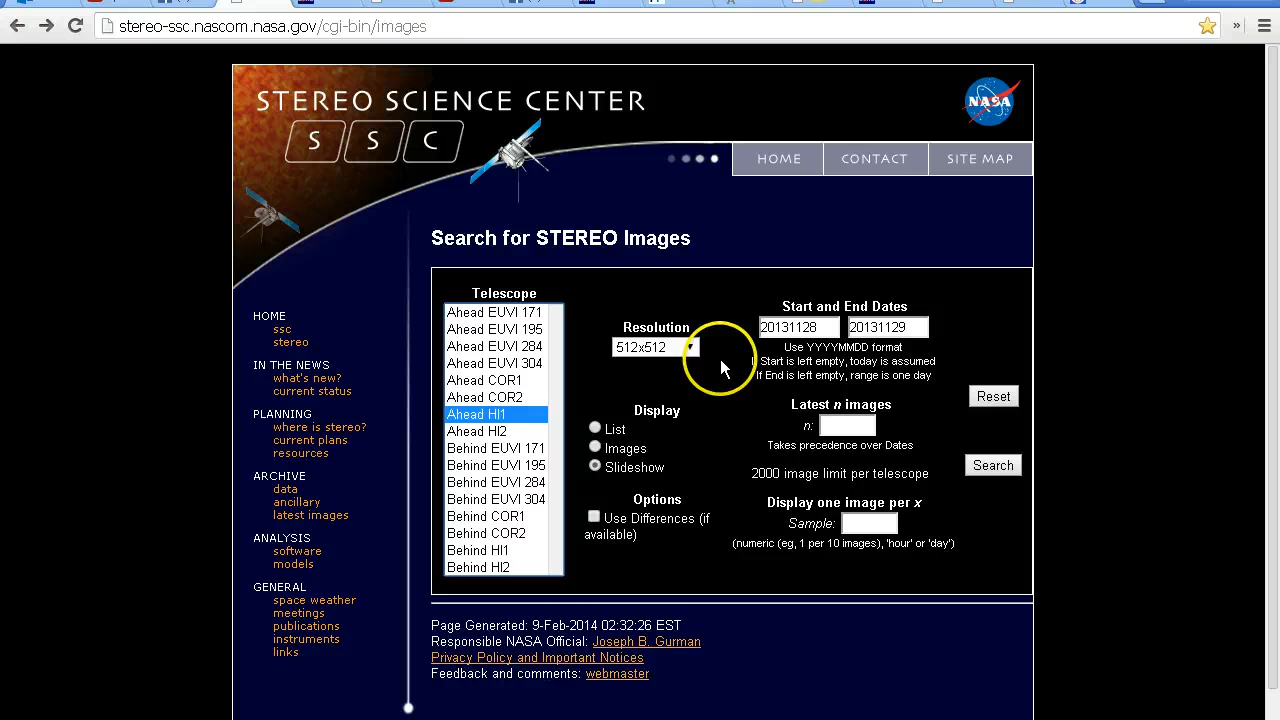 stereo-ssc.nascom.nasa.gov/cgi-bin/images
»
STEREO SCIENCE CENTER
S S C
NASA
HOME CONTACT SITE MAP
Search for STEREO Images
HOME
ssc
stereo
IN THE NEWS
what's new?
current status
PLANNING
where is stereo?
current plans
resources
ARCHIVE
data
ancillary
latest images
ANALYSIS
software
models
GENERAL
space weather
meetings
publications
instruments
links
Telescope
Ahead EUVI 171
Ahead EUVI 195
Ahead EUVI 284
Ahead EUVI 304
Ahead COR1
Ahead COR2
Ahead HI1
Ahead HI2
Behind EUVI 171
Behind EUVI 195
Behind EUVI 284
Behind EUVI 304
Behind COR1
Behind COR2
Behind HI1
Behind HI2
Resolution
512x512
Display
List
Images
Slideshow
Options
Use Differences (if
available)
Start and End Dates
20131128 20131129
Use YYYYMMDD format
If Start is left empty, today is assumed
If End is left empty, range is one day
Latest n images
n:
Takes precedence over Dates
2000 image limit per telescope
Display one image per x
Sample:
(numeric (eg, 1 per 10 images), 'hour' or 'day')
Reset
Search
Page Generated: 9-Feb-2014 02:32:26 EST
Responsible NASA Official: Joseph B. Gurman
Privacy Policy and Important Notices
Feedback and comments: webmaster